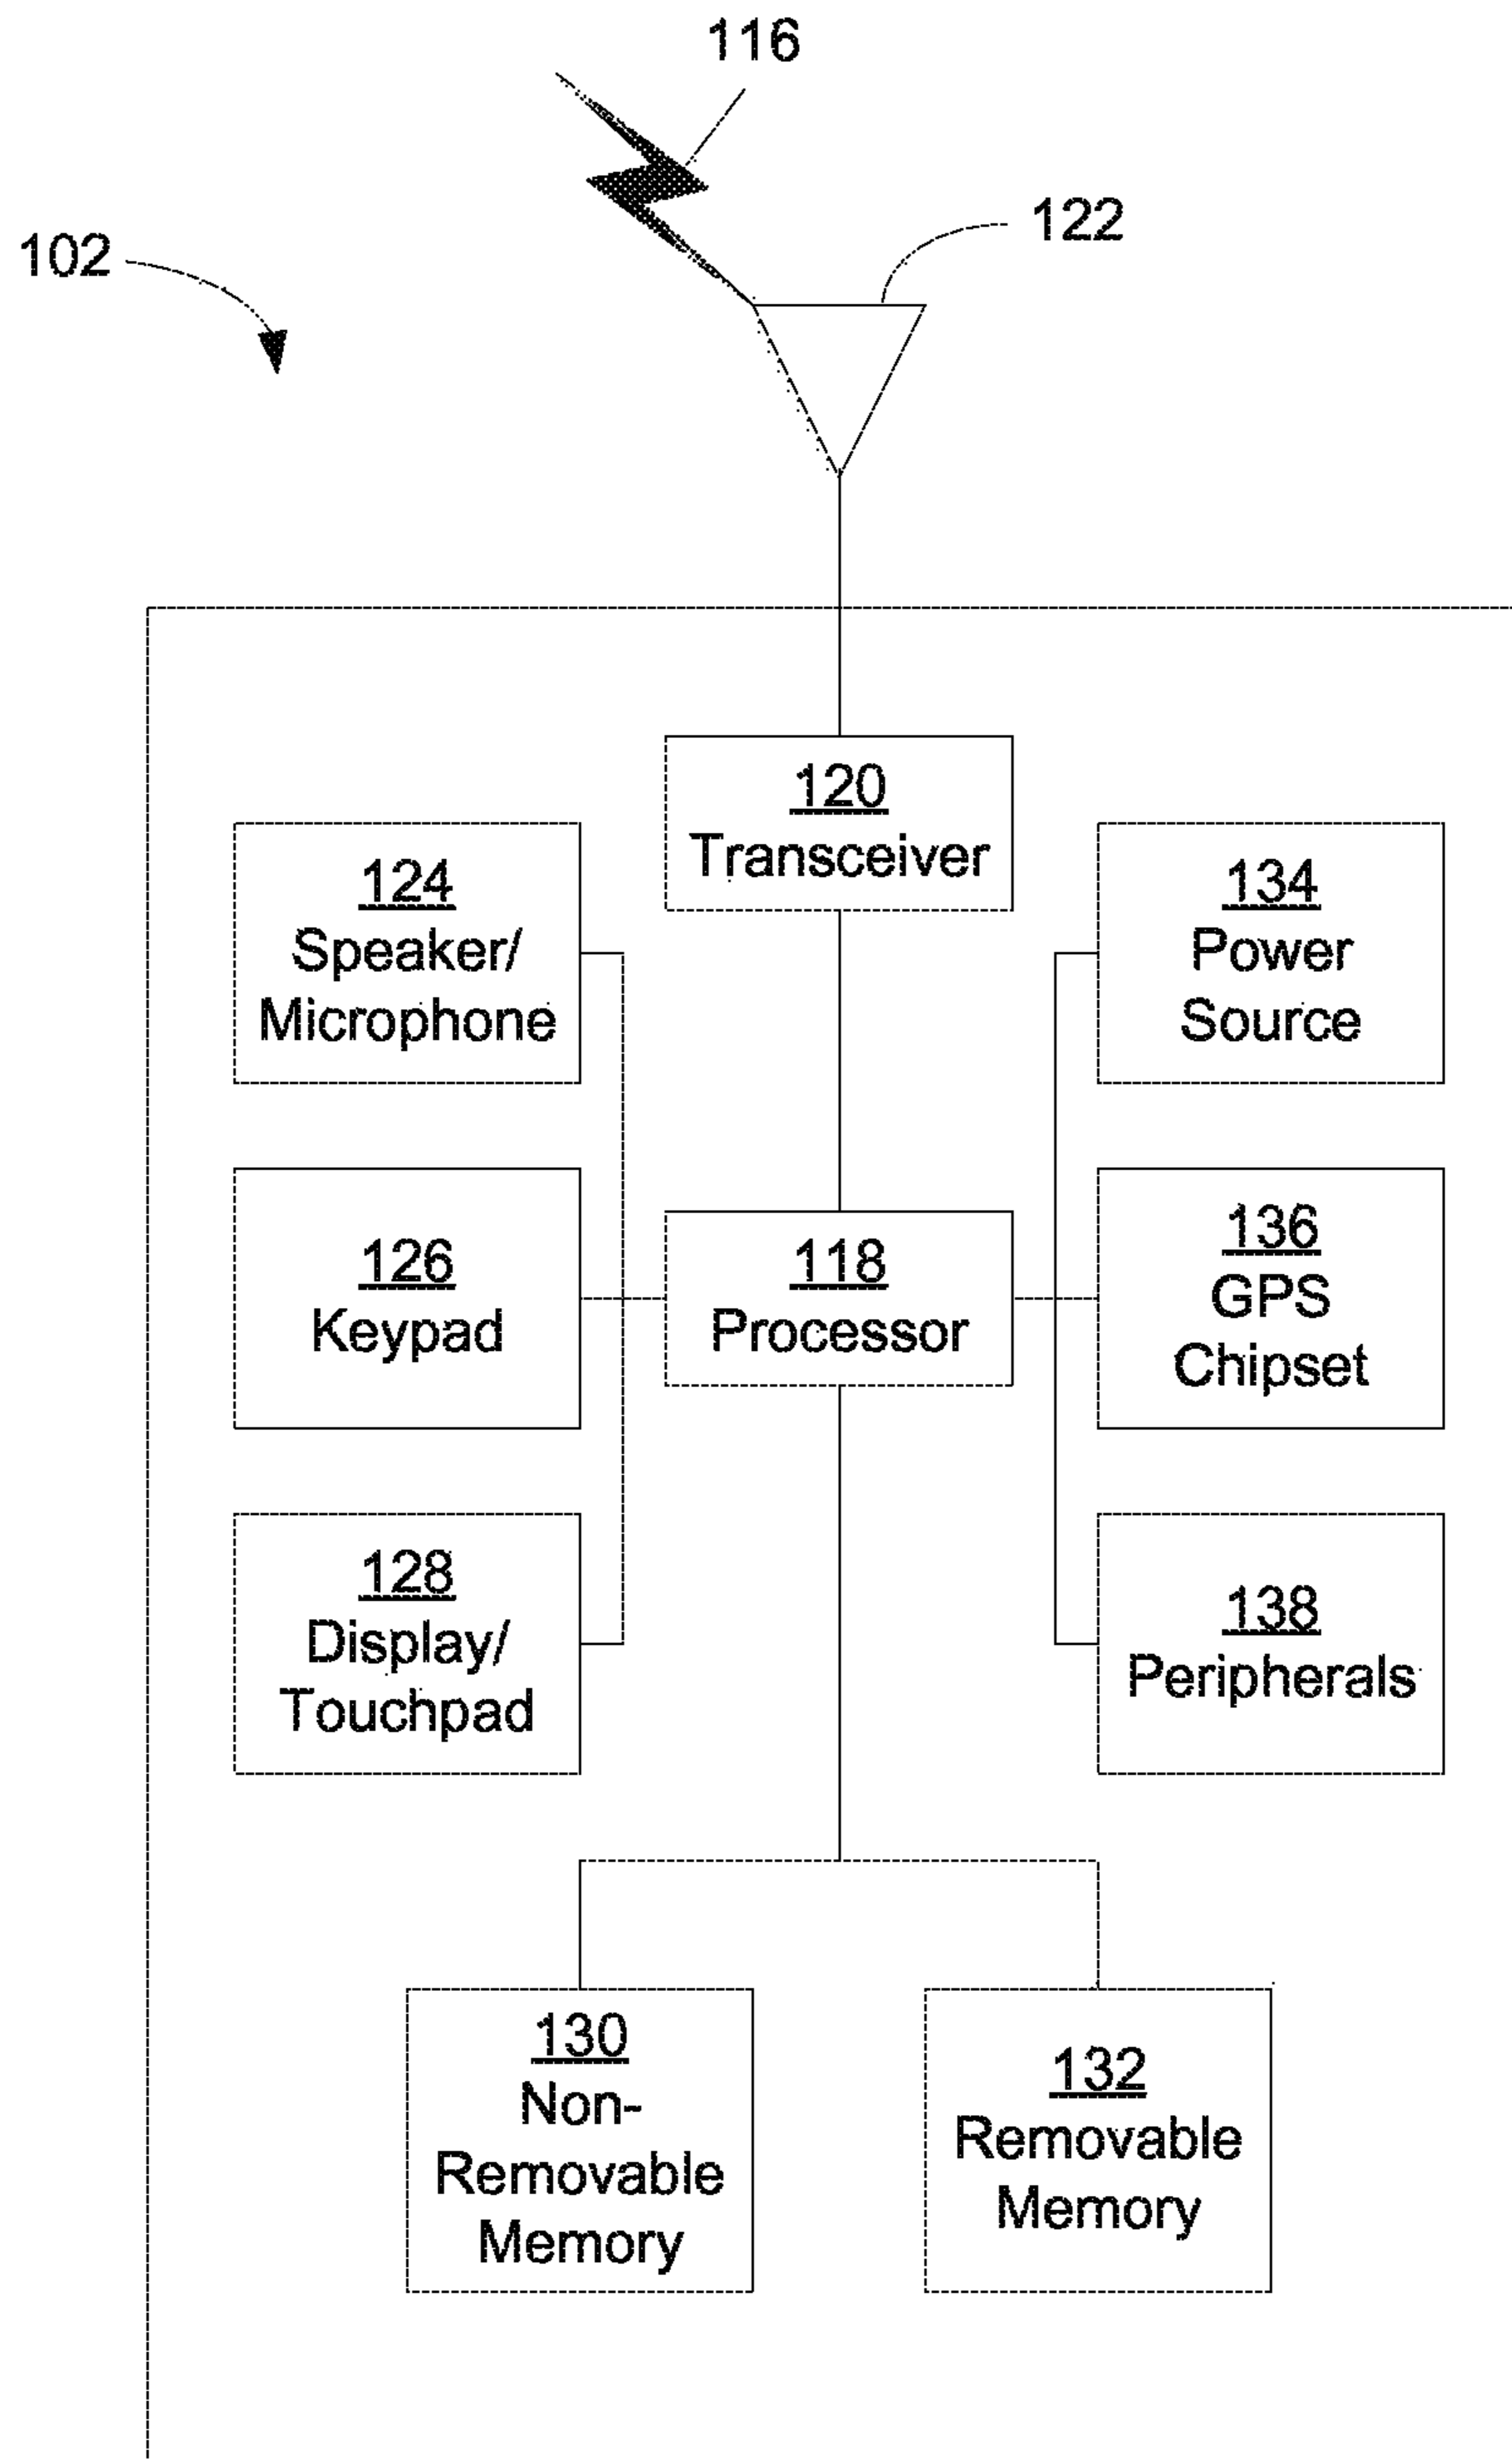 116
122
102
120
Transceiver
124
Speaker/
Microphone
134
Power
Source
126
Keypad
118
Processor
136
GPS
Chipset
128
Display/
Touchpad
138
Peripherals
130
Non-
Removable
Memory
132
Removable
Memory